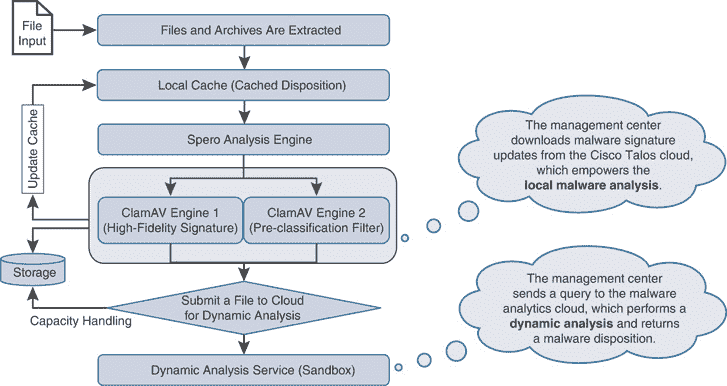 File
Input
Files and Archives Are Extracted
Local Cache (Cached Disposition)
Update Cache
Spero Analysis Engine
The management center
downloads malware signature
updates from the Cisco Talos cloud,
which empowers the
local malware analysis.
ClamAV Engine 1
(High-Fidelity Signature)
ClamAV Engine 2
(Pre-classification Filter)
Storage
Submit a File to Cloud
for Dynamic Analysis
Capacity Handling
The management center
sends a query to the malware
analytics cloud, which performs a
dynamic analysis and returns
a malware disposition.
Dynamic Analysis Service (Sandbox)